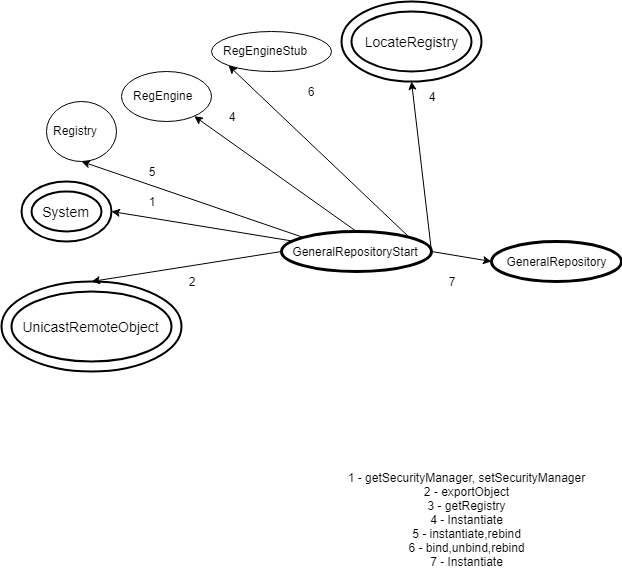 LocateRegistry
RegEngineStub
RegEngine
6
4
4
Registry
5
1
System
GeneralRepositoryStart
GeneralRepository
2
7
UnicastRemoteObject
1 - getSecurityManager, setSecurityManager
2 - exportObject
3 - getRegistry
4 - Instantiate
5 - instantiate,rebind
6 - bind,unbind,rebind
7 - Instantiate